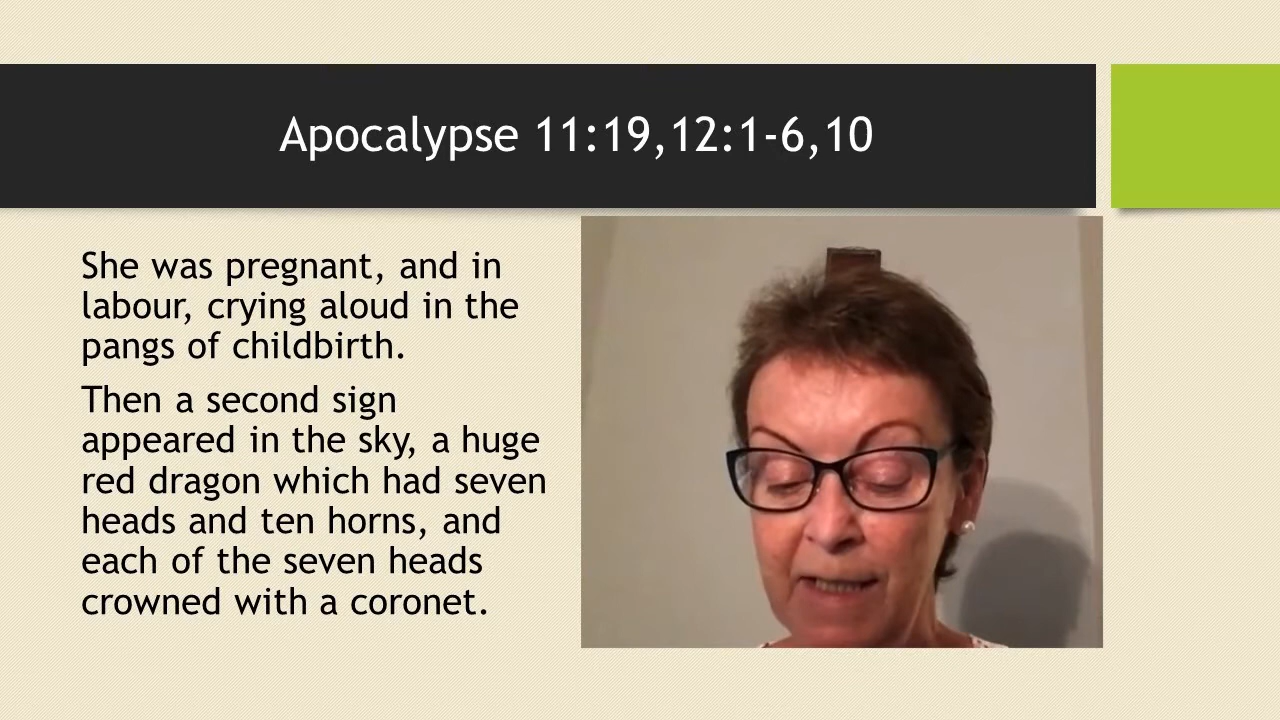 Apocalypse 11:19,12:1-6,10
She was pregnant, and in
labour, crying aloud in the
pangs of childbirth.
Then a second sign
appeared in the sky, a huge
red dragon which had seven
heads and ten horns, and
each of the seven heads
crowned with a coronet.